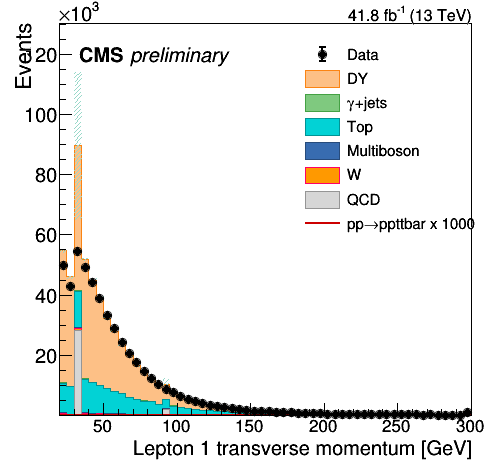 ×10³
41.8 fb⁻¹ (13 TeV)
Events
CMS preliminary
Data
DY
γ+jets
Top
Multiboson
W
QCD
pp→ppttbar x 1000
120
100
80
60
40
20
50 100 150 200 250 300
Lepton 1 transverse momentum [GeV]